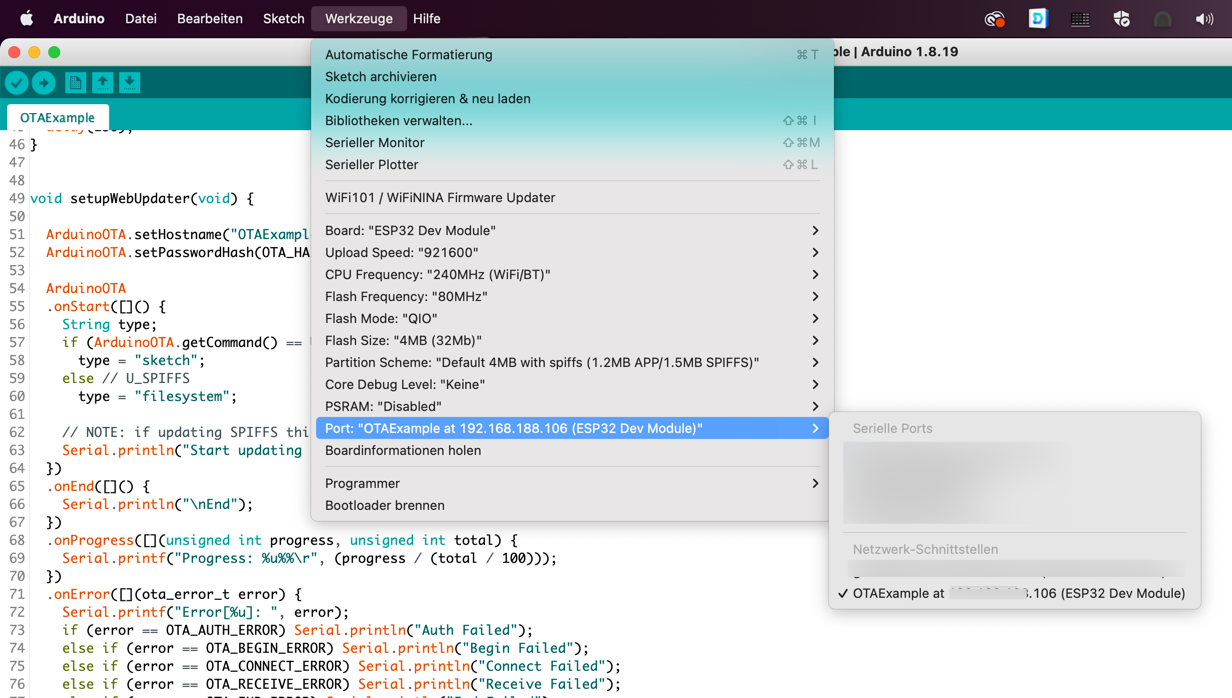 Arduino Datei Bearbeiten Sketch Werkzeuge Hilfe
ple | Arduino 1.8.19
OTAExample
Automatische Formatierung ⌘ T
Sketch archivieren
Kodierung korrigieren & neu laden
Bibliotheken verwalten... ⇧ ⌘ I
Serieller Monitor ⇧ ⌘ M
Serieller Plotter ⇧ ⌘ L
WiFi101 / WiFiNINA Firmware Updater
Board: "ESP32 Dev Module"
Upload Speed: "921600"
CPU Frequency: "240MHz (WiFi/BT)"
Flash Frequency: "80MHz"
Flash Mode: "QIO"
Flash Size: "4MB (32Mb)"
Partition Scheme: "Default 4MB with spiffs (1.2MB APP/1.5MB SPIFFS)"
Core Debug Level: "Keine"
PSRAM: "Disabled"
Port: "OTAExample at 192.168.188.106 (ESP32 Dev Module)"
Boardinformationen holen
Programmer
Bootloader brennen
Serielle Ports
Netzwerk-Schnittstellen
✓ OTAExample at .106 (ESP32 Dev Module)
46 }
47
48
49 void setupWebUpdater(void) {
50
51 ArduinoOTA.setHostname("OTAExampl
52 ArduinoOTA.setPasswordHash(OTA_HA
53
54 ArduinoOTA
55 .onStart([]() {
56 String type;
57 if (ArduinoOTA.getCommand() ==
58 type = "sketch";
59 else // U_SPIFFS
60 type = "filesystem";
61
62 // NOTE: if updating SPIFFS thi
63 Serial.println("Start updating
64 })
65 .onEnd([]() {
66 Serial.println("\nEnd");
67 })
68 .onProgress([](unsigned int progress, unsigned int total) {
69 Serial.printf("Progress: %u%%\r", (progress / (total / 100)));
70 })
71 .onError([](ota_error_t error) {
72 Serial.printf("Error[%u]: ", error);
73 if (error == OTA_AUTH_ERROR) Serial.println("Auth Failed");
74 else if (error == OTA_BEGIN_ERROR) Serial.println("Begin Failed");
75 else if (error == OTA_CONNECT_ERROR) Serial.println("Connect Failed");
76 else if (error == OTA_RECEIVE_ERROR) Serial.println("Receive Failed");